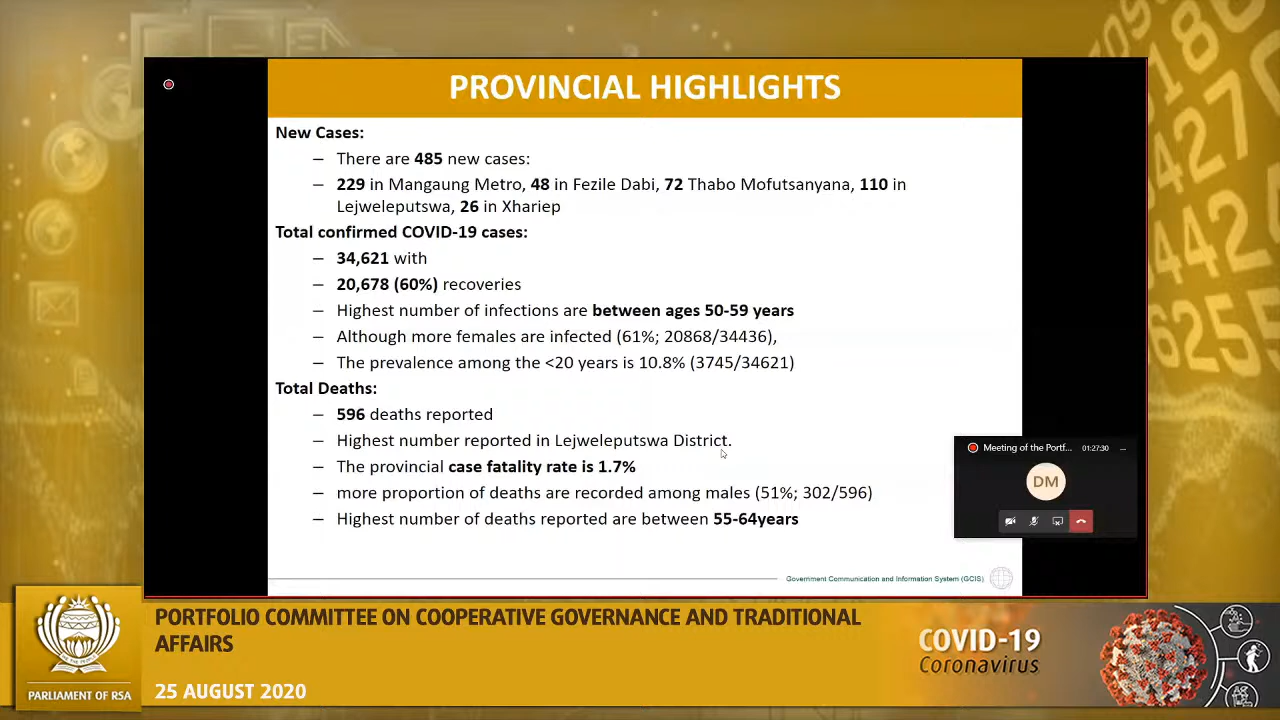 PROVINCIAL HIGHLIGHTS
New Cases:
– There are 485 new cases:
– 229 in Mangaung Metro, 48 in Fezile Dabi, 72 Thabo Mofutsanyana, 110 in
Lejweleputswa, 26 in Xhariep
Total confirmed COVID-19 cases:
– 34,621 with
– 20,678 (60%) recoveries
– Highest number of infections are between ages 50-59 years
– Although more females are infected (61%; 20868/34436),
– The prevalence among the <20 years is 10.8% (3745/34621)
Total Deaths:
– 596 deaths reported
– Highest number reported in Lejweleputswa District.
– The provincial case fatality rate is 1.7%
– more proportion of deaths are recorded among males (51%; 302/596)
– Highest number of deaths reported are between 55-64years
Meeting of the Portf... 01:27:30 ...
DM
Government Communication and Information System (GCIS)
PORTFOLIO COMMITTEE ON COOPERATIVE GOVERNANCE AND TRADITIONAL
AFFAIRS
25 AUGUST 2020
PARLIAMENT OF RSA
COVID-19
Coronavirus